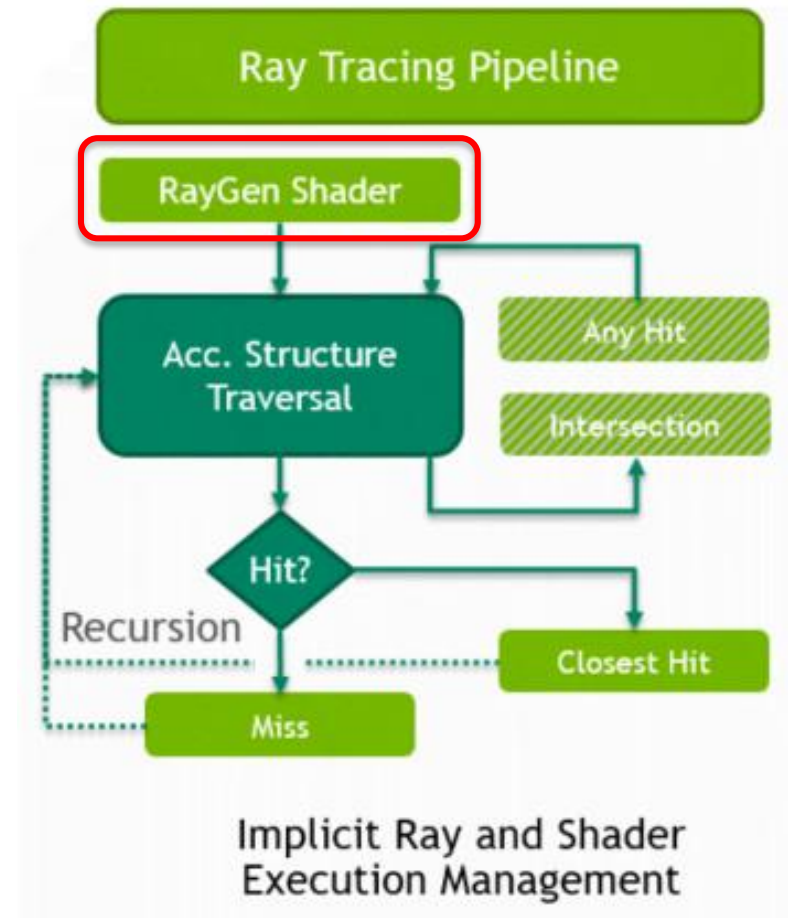 Ray Tracing Pipeline
RayGen Shader
Acc. Structure
Traversal
Any Hit
Intersection
Hit?
Recursion
Closest Hit
Miss
Implicit Ray and Shader
Execution Management